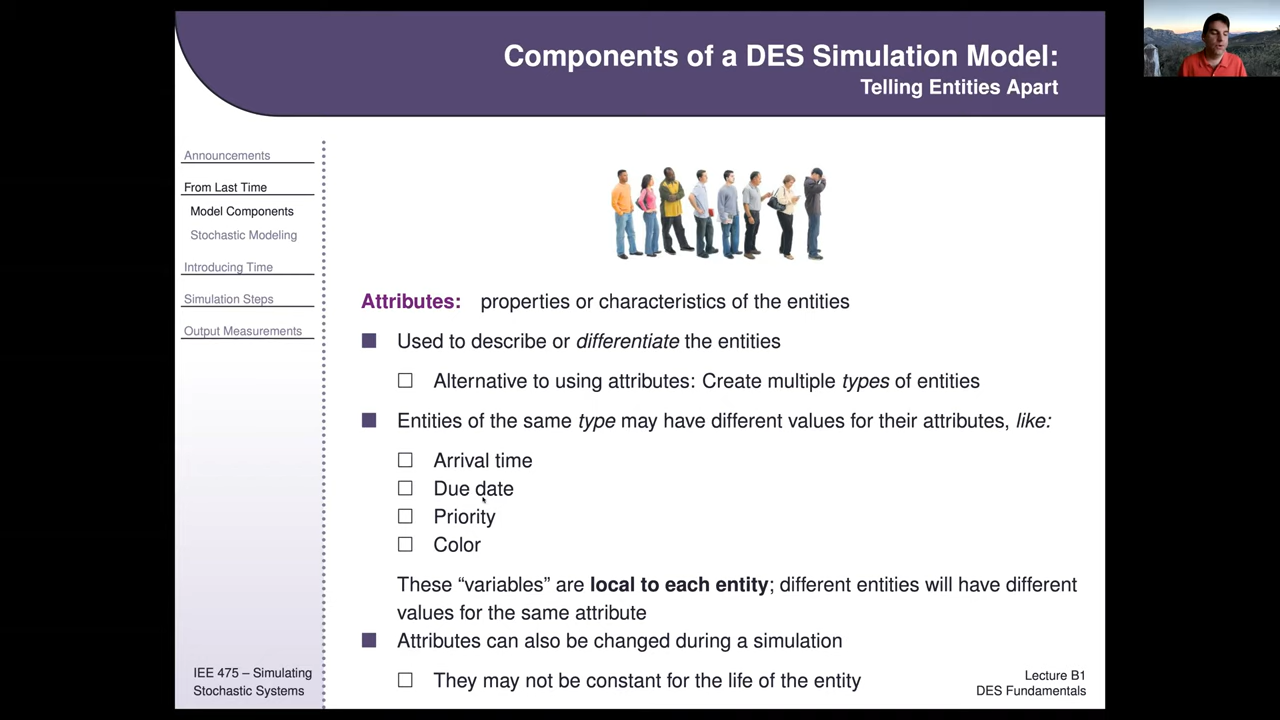 Components of a DES Simulation Model:
Telling Entities Apart
Announcements
From Last Time
Model Components
Stochastic Modeling
Introducing Time
Simulation Steps
Output Measurements
Attributes: properties or characteristics of the entities
Used to describe or differentiate the entities
Alternative to using attributes: Create multiple types of entities
Entities of the same type may have different values for their attributes, like:
Arrival time
Due date
Priority
Color
These “variables” are local to each entity; different entities will have different
values for the same attribute
Attributes can also be changed during a simulation
They may not be constant for the life of the entity
IEE 475 – Simulating
Stochastic Systems
Lecture B1
DES Fundamentals